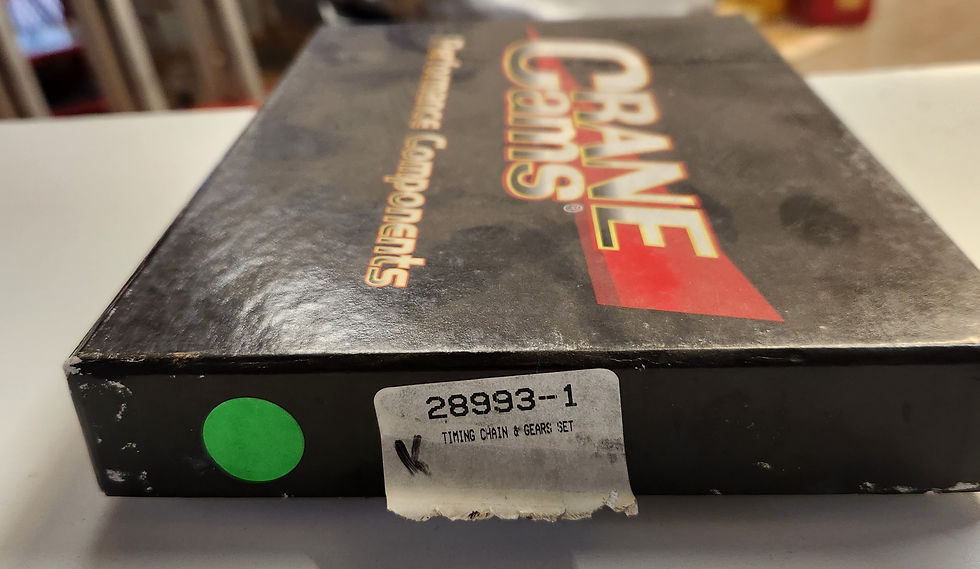 CRANE
Cams®
Performance Components
28993--1
TIMING CHAIN & GEARS SET
K